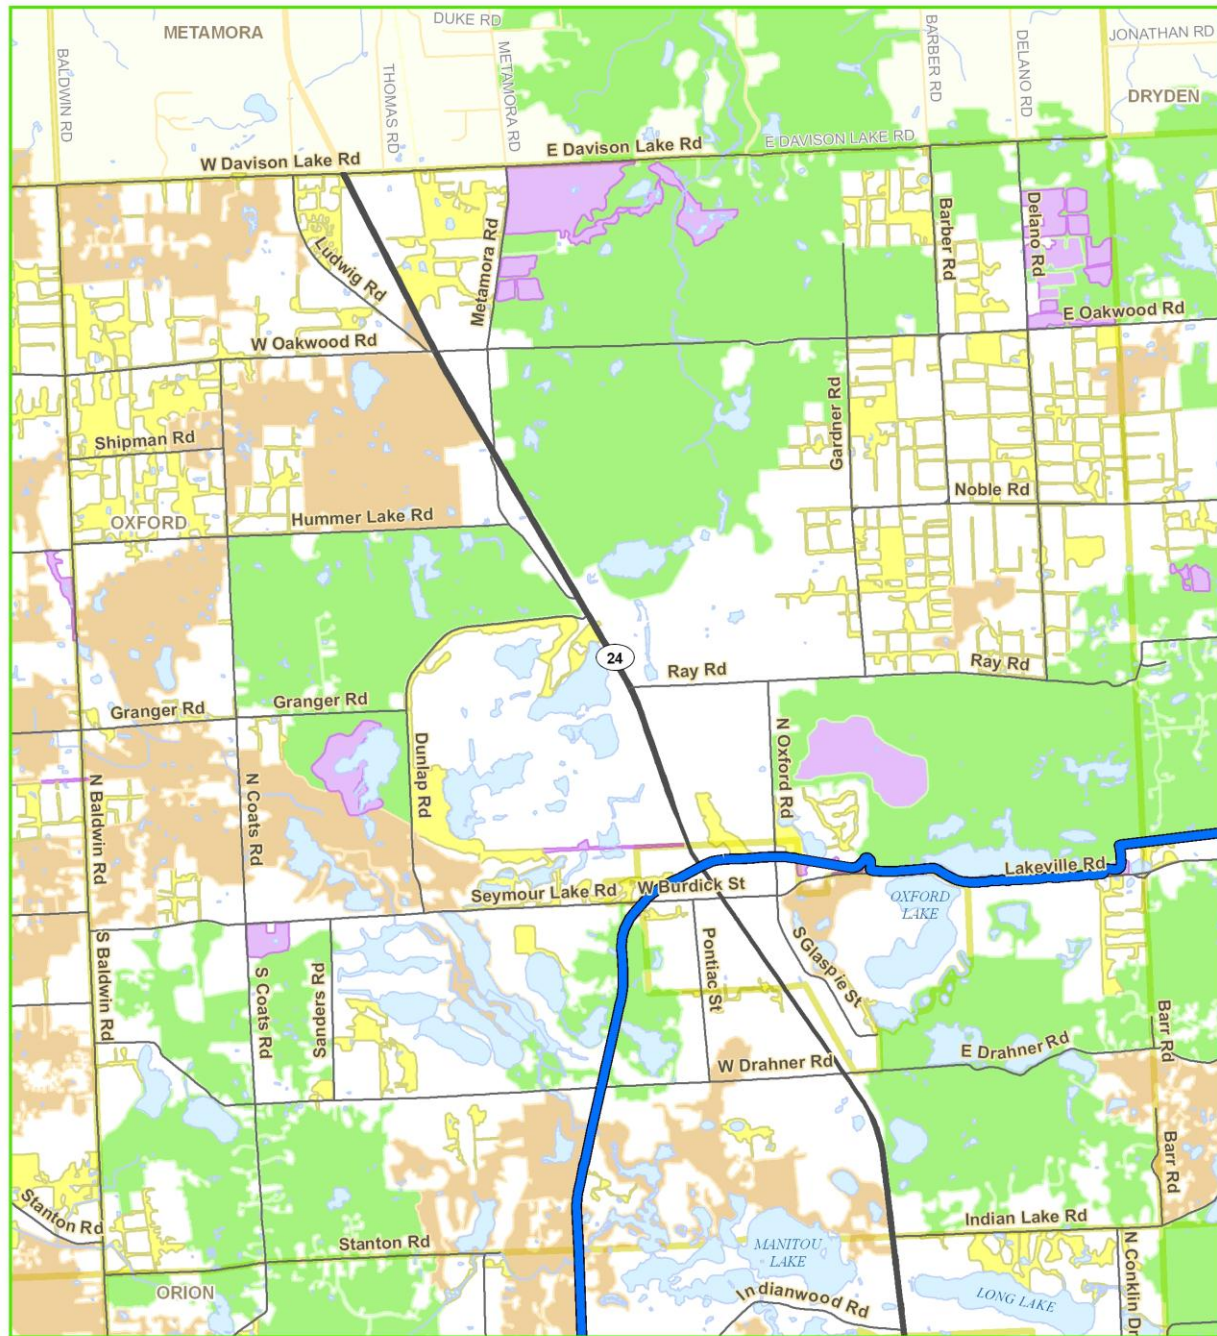 DUKE RD
METAMORA
JONATHAN RD
BALDWIN RD
THOMAS RD
METAMORA RD
BARBER RD
DELANO RD
DRYDEN
W Davison Lake Rd
E Davison Lake Rd
E DAVISON LAKE RD
Ludwig Rd
Metamora Rd
Barber Rd
Delano Rd
W Oakwood Rd
E Oakwood Rd
Shipman Rd
Gardner Rd
Noble Rd
OXFORD
Hummer Lake Rd
24
Ray Rd
Ray Rd
Granger Rd
Granger Rd
N Baldwin Rd
N Coats Rd
Dunlap Rd
N Oxford Rd
Lakeville Rd
Seymour Lake Rd
W Burdick St
OXFORD
LAKE
S Baldwin Rd
S Coats Rd
Sanders Rd
Pontiac St
S Glaspie St
Barr Rd
W Drahner Rd
E Drahner Rd
Barr Rd
Stanton Rd
Stanton Rd
Indian Lake Rd
MANITOU
LAKE
N Conklin Dr
ORION
Indianwood Rd
LONG LAKE